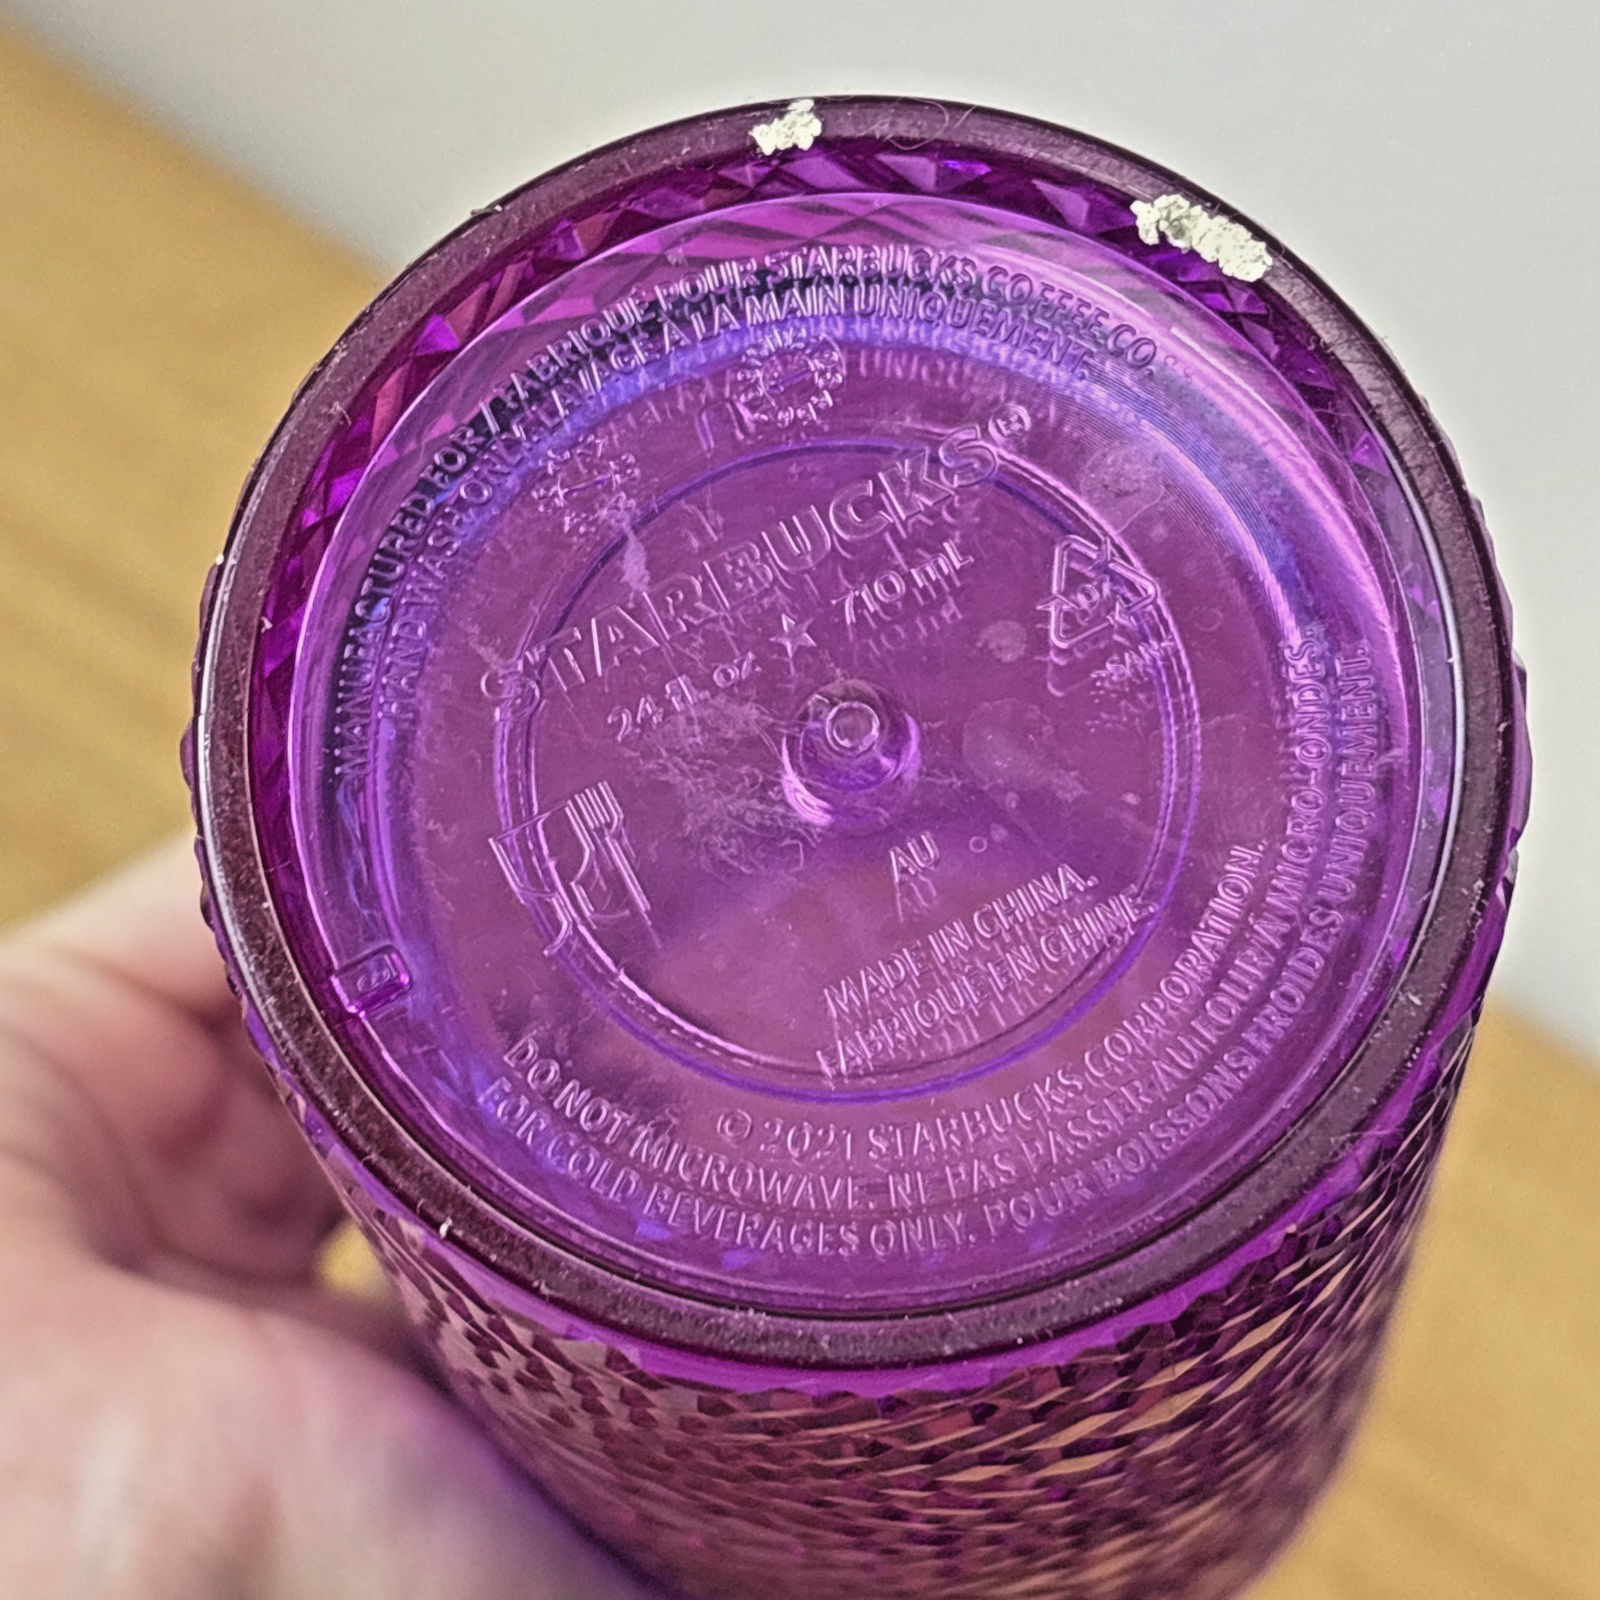 MANUFACTURED FOR / FABRIQUÉ POUR STARBUCKS COFFEE CO.
HAND WASH ONLY. LAVAGE À LA MAIN UNIQUEMENT.
STARBUCKS®
24 fl oz ★ 710 mL
>SAN<
AU
MADE IN CHINA.
FABRIQUÉ EN CHINE.
© 2021 STARBUCKS CORPORATION.
DO NOT MICROWAVE. NE PAS PASSER AU FOUR À MICRO-ONDES.
FOR COLD BEVERAGES ONLY. POUR BOISSONS FROIDES UNIQUEMENT.